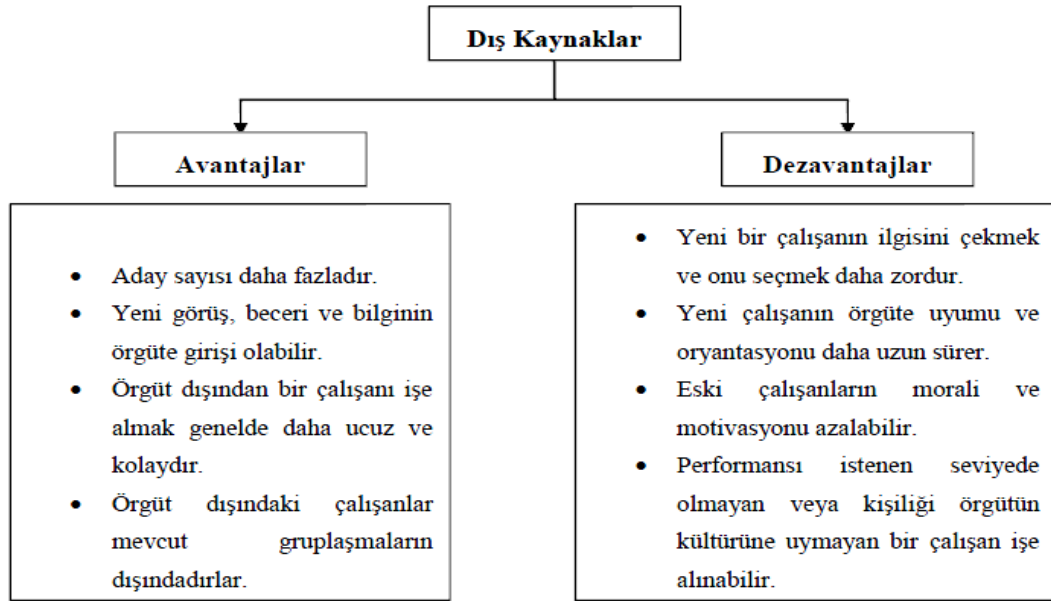 Dış Kaynaklar
Avantajlar
• Aday sayısı daha fazladır.
• Yeni görüş, beceri ve bilginin
örgüte girişi olabilir.
• Örgüt dışından bir çalışanı işe
almak genelde daha ucuz ve
kolaydır.
• Örgüt dışındaki çalışanlar
mevcut gruplaşmaların
dışındadırlar.
Dezavantajlar
• Yeni bir çalışanın ilgisini çekmek
ve onu seçmek daha zordur.
• Yeni çalışanın örgüte uyumu ve
oryantasyonu daha uzun sürer.
• Eski çalışanların morali ve
motivasyonu azalabilir.
• Performansı istenen seviyede
olmayan veya kişiliği örgütün
kültürüne uymayan bir çalışan işe
alınabilir.